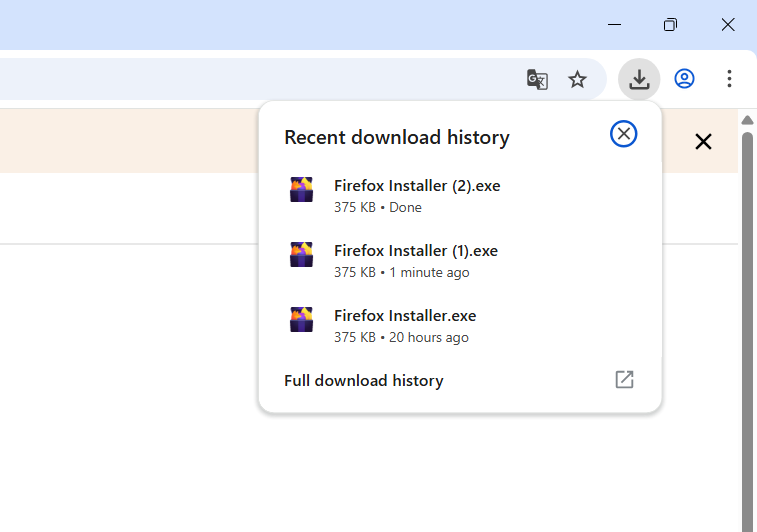 Recent download history
Firefox Installer (2).exe
375 KB • Done
Firefox Installer (1).exe
375 KB • 1 minute ago
Firefox Installer.exe
375 KB • 20 hours ago
Full download history